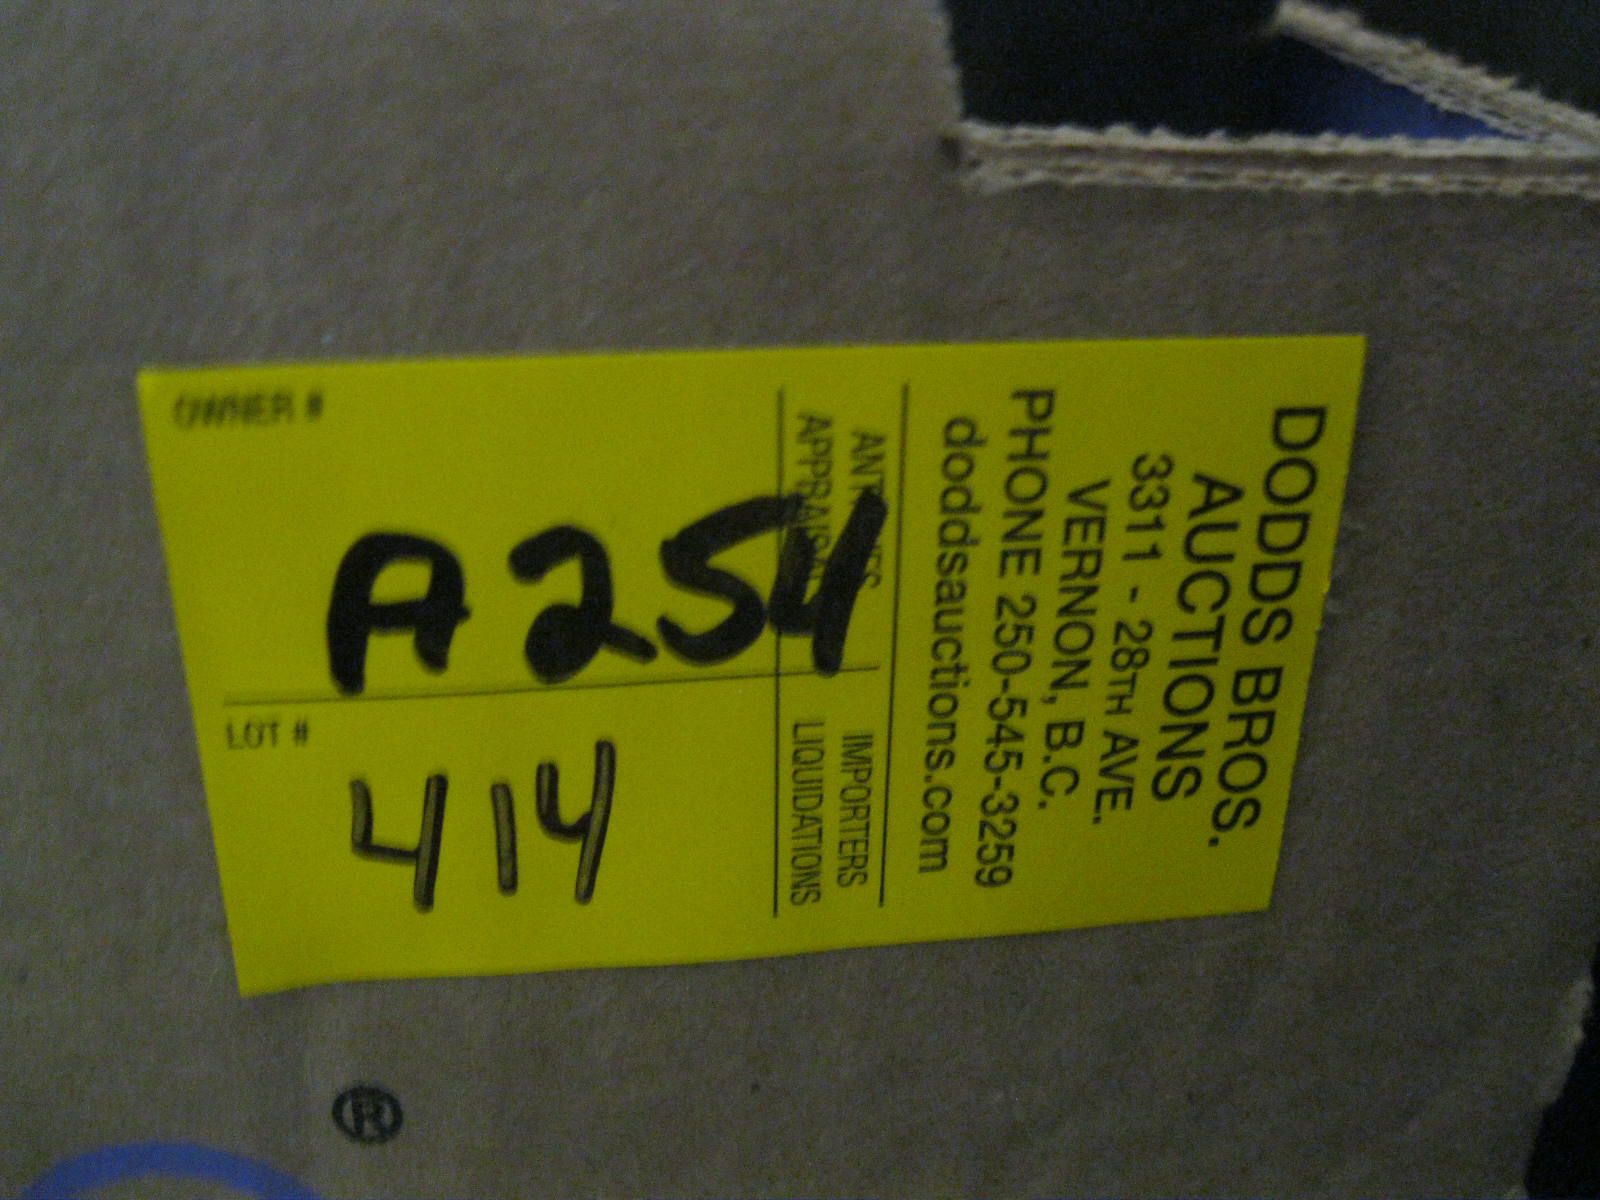 DODDS BROS.
AUCTIONS
3311 - 28TH AVE.
VERNON, B.C.
PHONE 250-545-3259
doddsauctions.com
IMPORTERS
LIQUIDATIONS
OWNER #
A254
LOT #
414
®